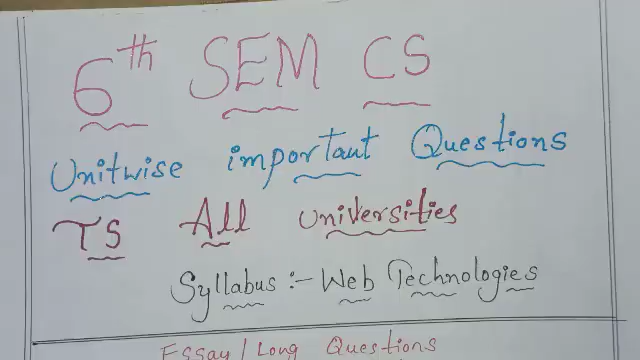 6th SEM CS
Unitwise important Questions
TS All Universities
Syllabus :- Web Technologies
Essay / Long Questions